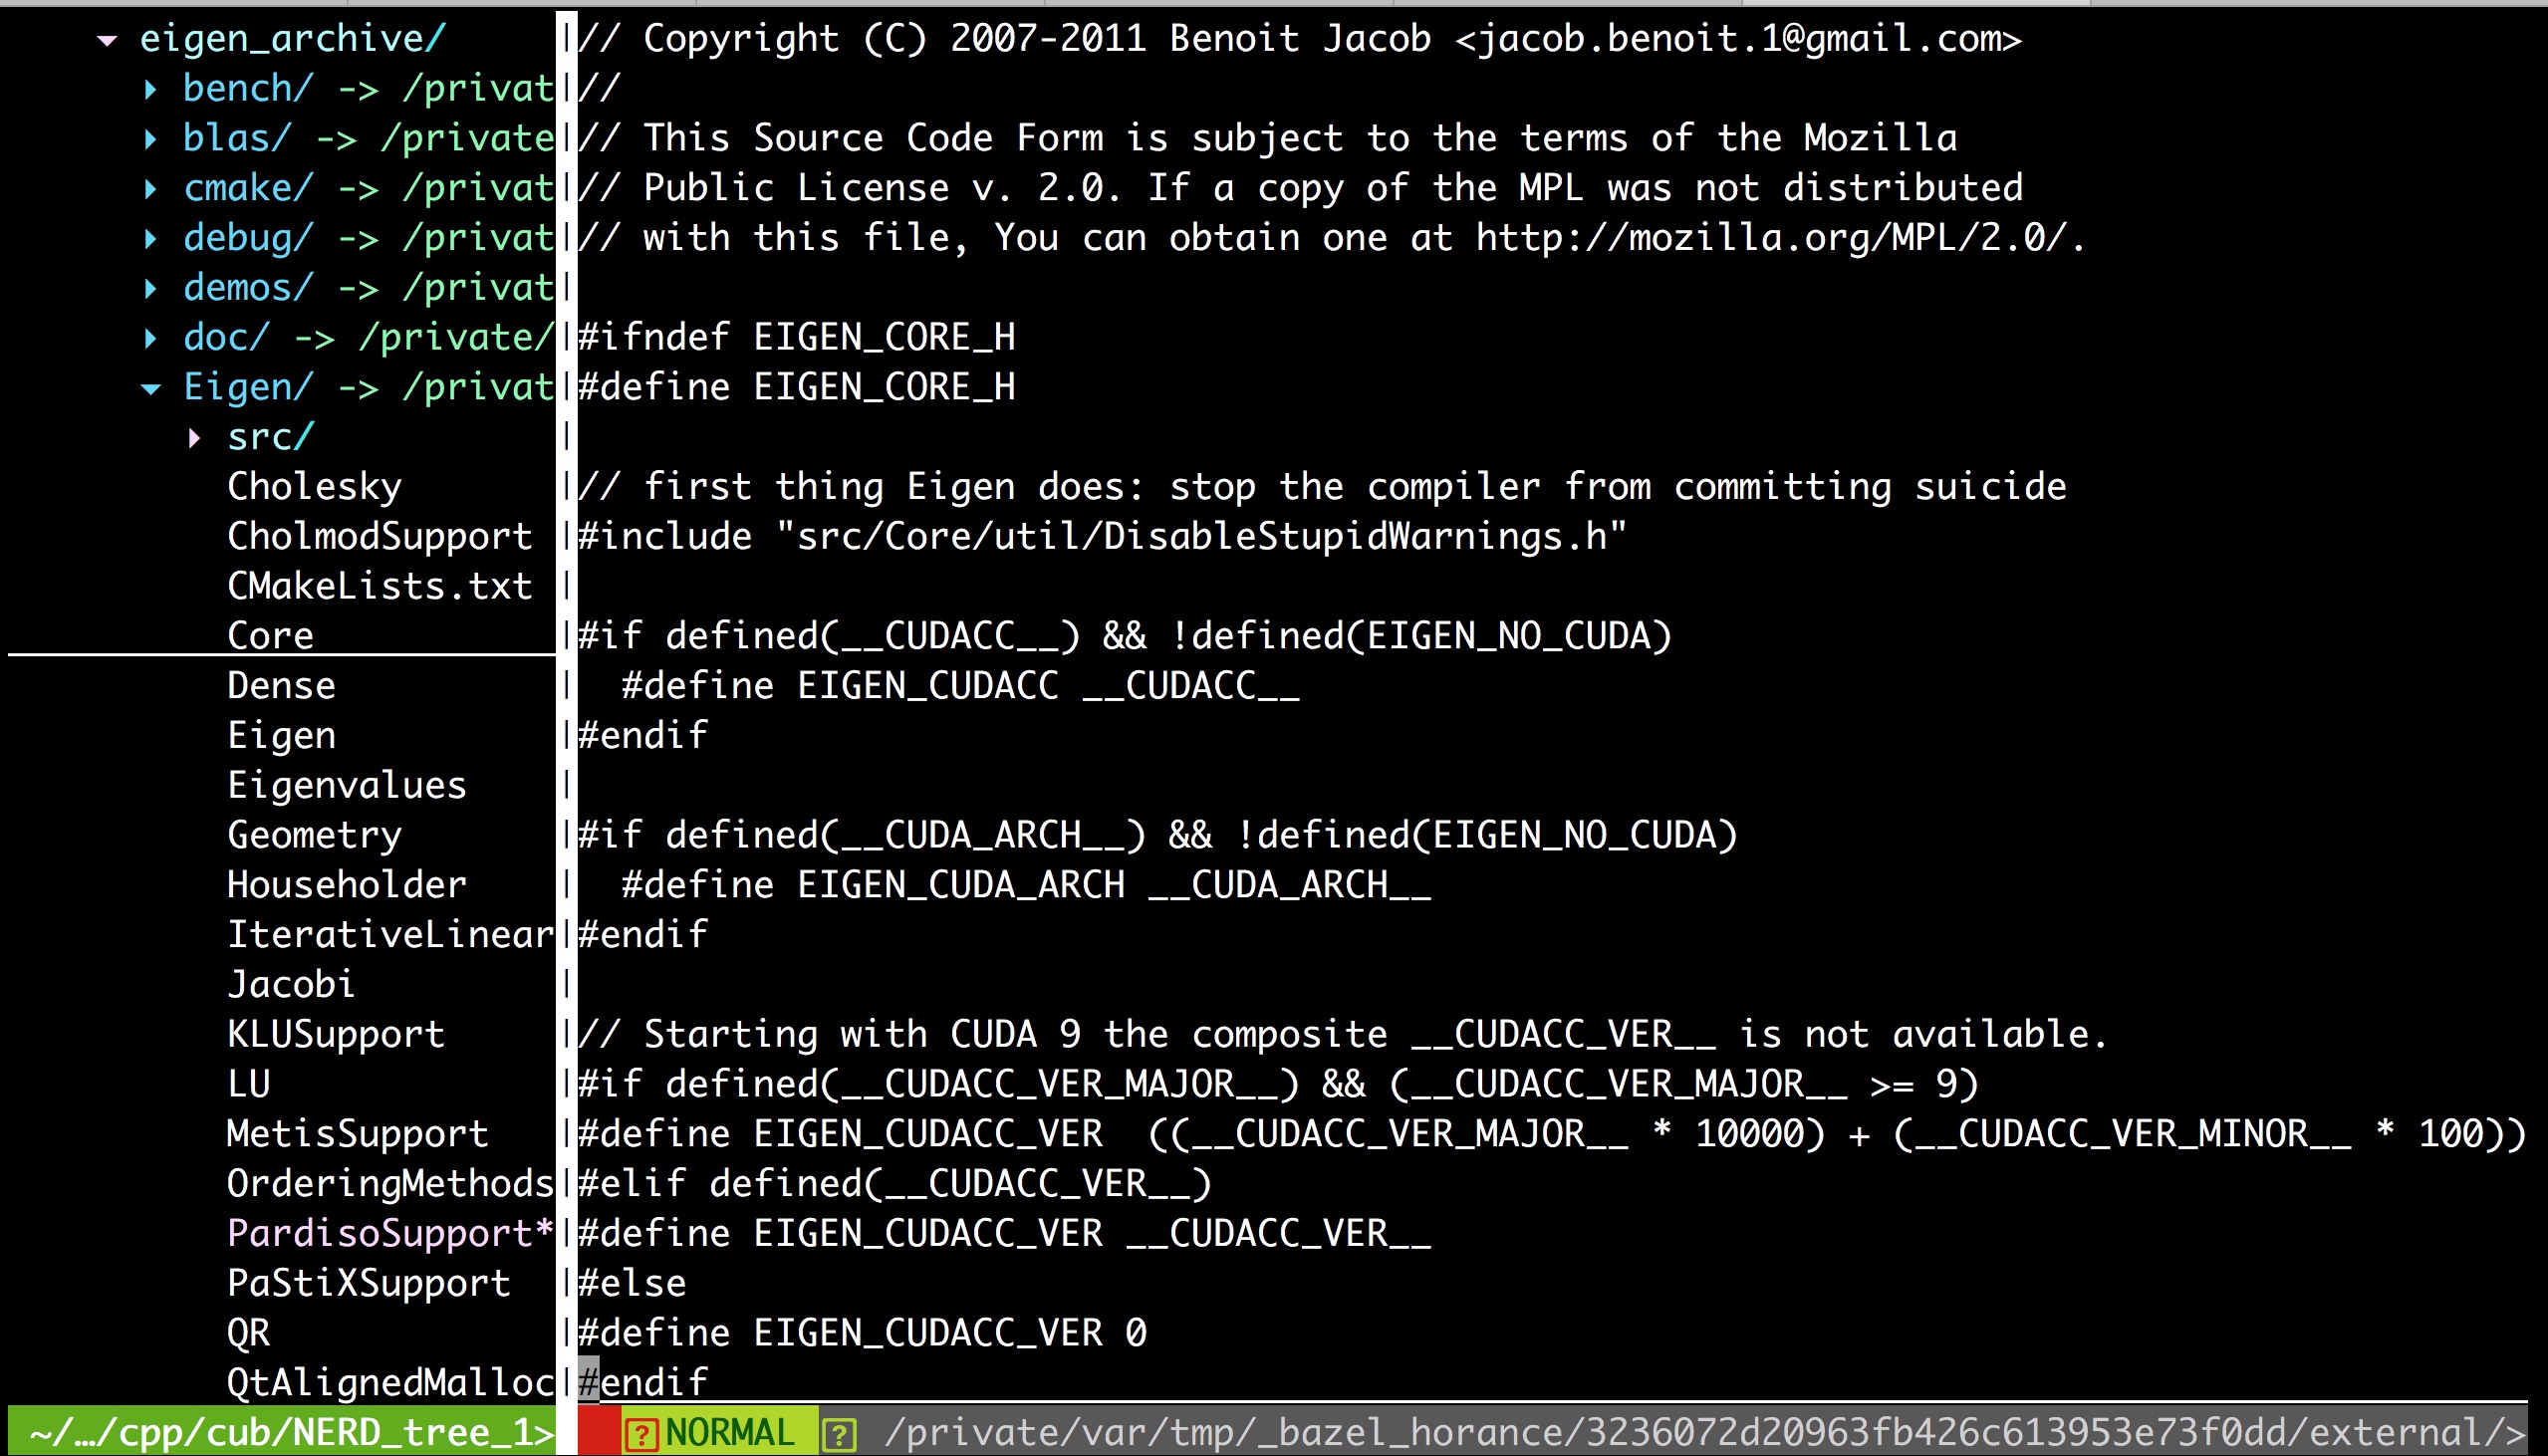 ▾ eigen_archive/
▸ bench/ -> /privat
▸ blas/ -> /private
▸ cmake/ -> /privat
▸ debug/ -> /privat
▸ demos/ -> /privat
▸ doc/ -> /private/
▾ Eigen/ -> /privat
▸ src/
Cholesky
CholmodSupport
CMakeLists.txt
Core
Dense
Eigen
Eigenvalues
Geometry
Householder
IterativeLinear
Jacobi
KLUSupport
LU
MetisSupport
OrderingMethods
PardisoSupport*
PaStiXSupport
QR
QtAlignedMalloc
~/…/cpp/cub/NERD_tree_1>
// Copyright (C) 2007-2011 Benoit Jacob <jacob.benoit.1@gmail.com>
//
// This Source Code Form is subject to the terms of the Mozilla
// Public License v. 2.0. If a copy of the MPL was not distributed
// with this file, You can obtain one at http://mozilla.org/MPL/2.0/.
#ifndef EIGEN_CORE_H
#define EIGEN_CORE_H
// first thing Eigen does: stop the compiler from committing suicide
#include "src/Core/util/DisableStupidWarnings.h"
#if defined(__CUDACC__) && !defined(EIGEN_NO_CUDA)
#define EIGEN_CUDACC __CUDACC__
#endif
#if defined(__CUDA_ARCH__) && !defined(EIGEN_NO_CUDA)
#define EIGEN_CUDA_ARCH __CUDA_ARCH__
#endif
// Starting with CUDA 9 the composite __CUDACC_VER__ is not available.
#if defined(__CUDACC_VER_MAJOR__) && (__CUDACC_VER_MAJOR__ >= 9)
#define EIGEN_CUDACC_VER  ((__CUDACC_VER_MAJOR__ * 10000) + (__CUDACC_VER_MINOR__ * 100))
#elif defined(__CUDACC_VER__)
#define EIGEN_CUDACC_VER __CUDACC_VER__
#else
#define EIGEN_CUDACC_VER 0
#endif
? NORMAL ? /private/var/tmp/_bazel_horance/3236072d20963fb426c613953e73f0dd/external/>